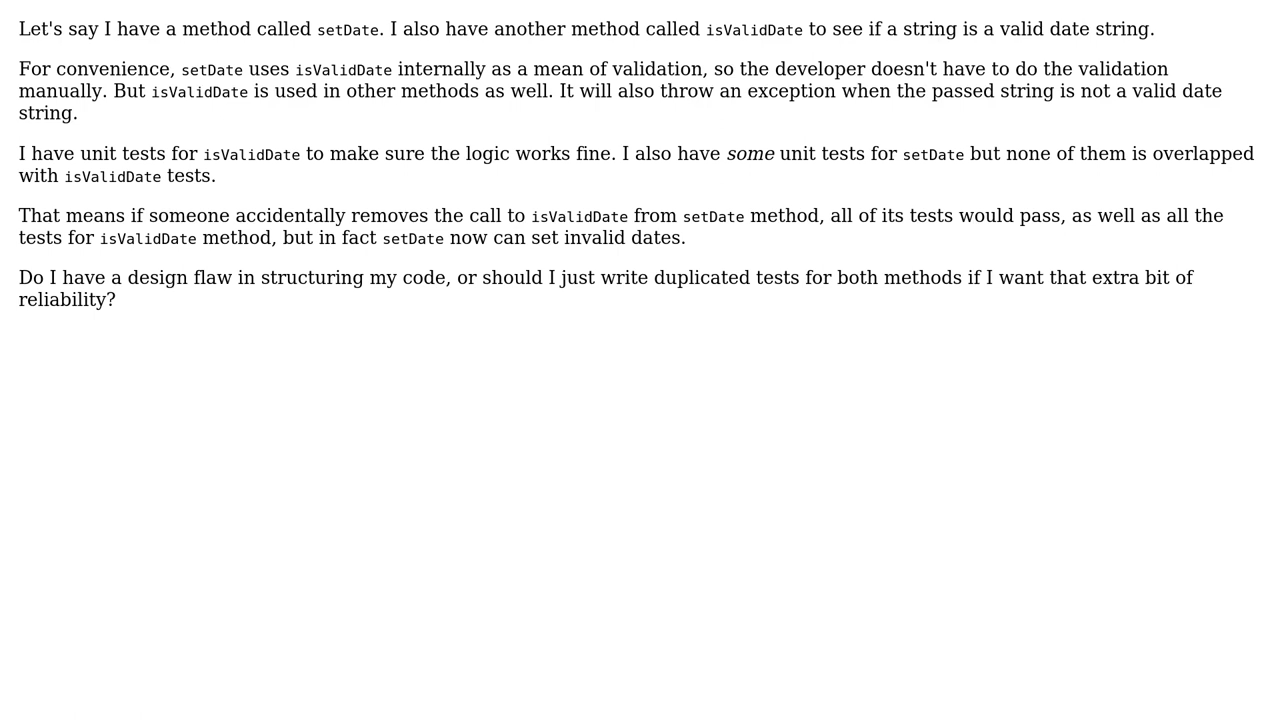 Let's say I have a method called setDate. I also have another method called isValidDate to see if a string is a valid date string.
For convenience, setDate uses isValidDate internally as a mean of validation, so the developer doesn't have to do the validation
manually. But isValidDate is used in other methods as well. It will also throw an exception when the passed string is not a valid date
string.
I have unit tests for isValidDate to make sure the logic works fine. I also have some unit tests for setDate but none of them is overlapped
with isValidDate tests.
That means if someone accidentally removes the call to isValidDate from setDate method, all of its tests would pass, as well as all the
tests for isValidDate method, but in fact setDate now can set invalid dates.
Do I have a design flaw in structuring my code, or should I just write duplicated tests for both methods if I want that extra bit of
reliability?